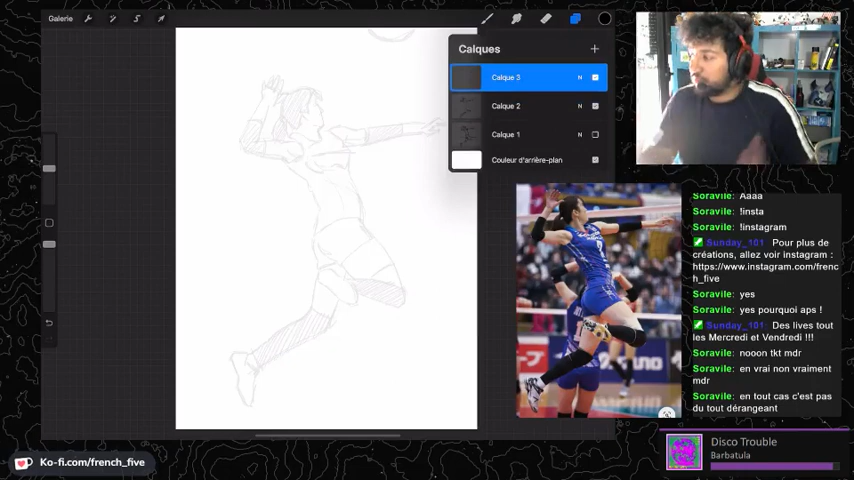 Galerie
Calques
Calque 3
N
Calque 2
N
Calque 1
N
Couleur d'arrière-plan
Soravile: Aaaa
Soravile: !insta
Soravile: !instagram
Sunday_101 Pour plus de
créations, allez voir instagram :
https://www.instagram.com/frenc
h_five
Soravile: yes
Soravile: yes pourquoi aps !
Sunday_101: Des lives tout
les Mercredi et Vendredi !!!
Soravile: nooon tkt mdr
Soravile: en vrai non vraiment
mdr
Soravile: en tout cas c'est pas
du tout dérangeant
Disco Trouble
Barbatula
Ko-fi.com/french_five